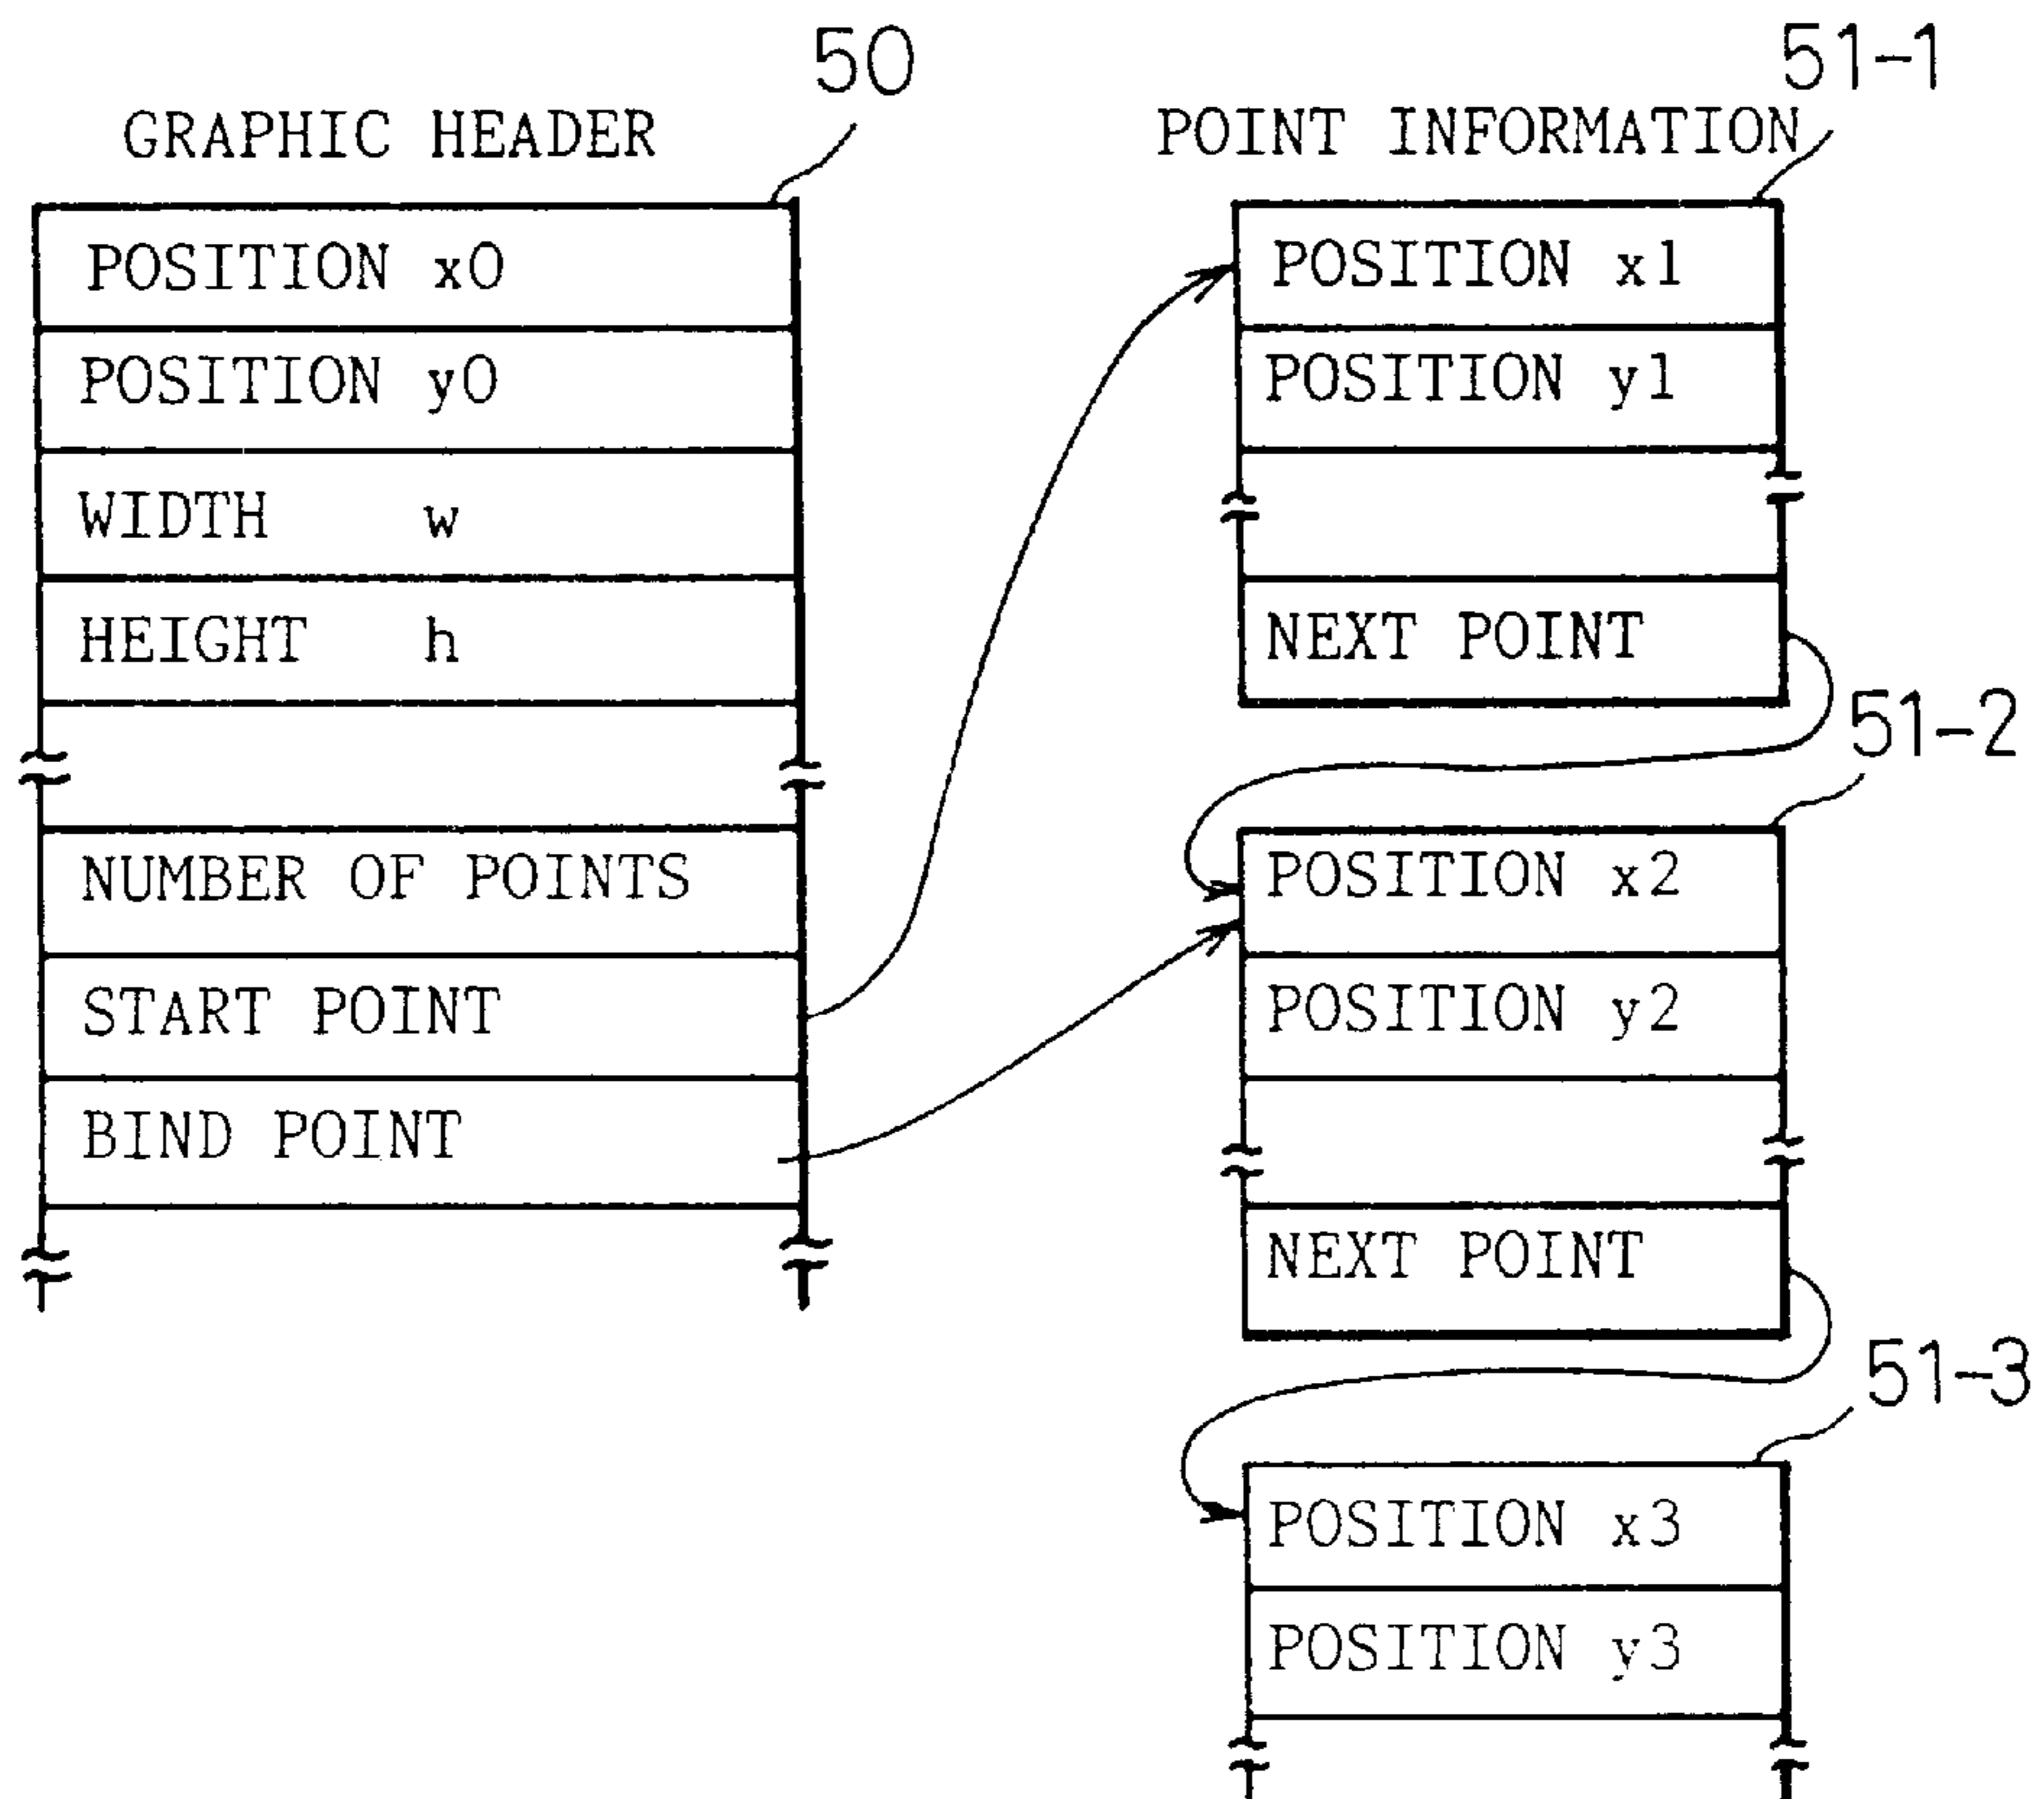 50
GRAPHIC HEADER
POSITION x0
POSITION y0
WIDTH w
HEIGHT h
NUMBER OF POINTS
START POINT
BIND POINT
51-1
POINT INFORMATION
POSITION x1
POSITION y1
NEXT POINT
51-2
POSITION x2
POSITION y2
NEXT POINT
51-3
POSITION x3
POSITION y3